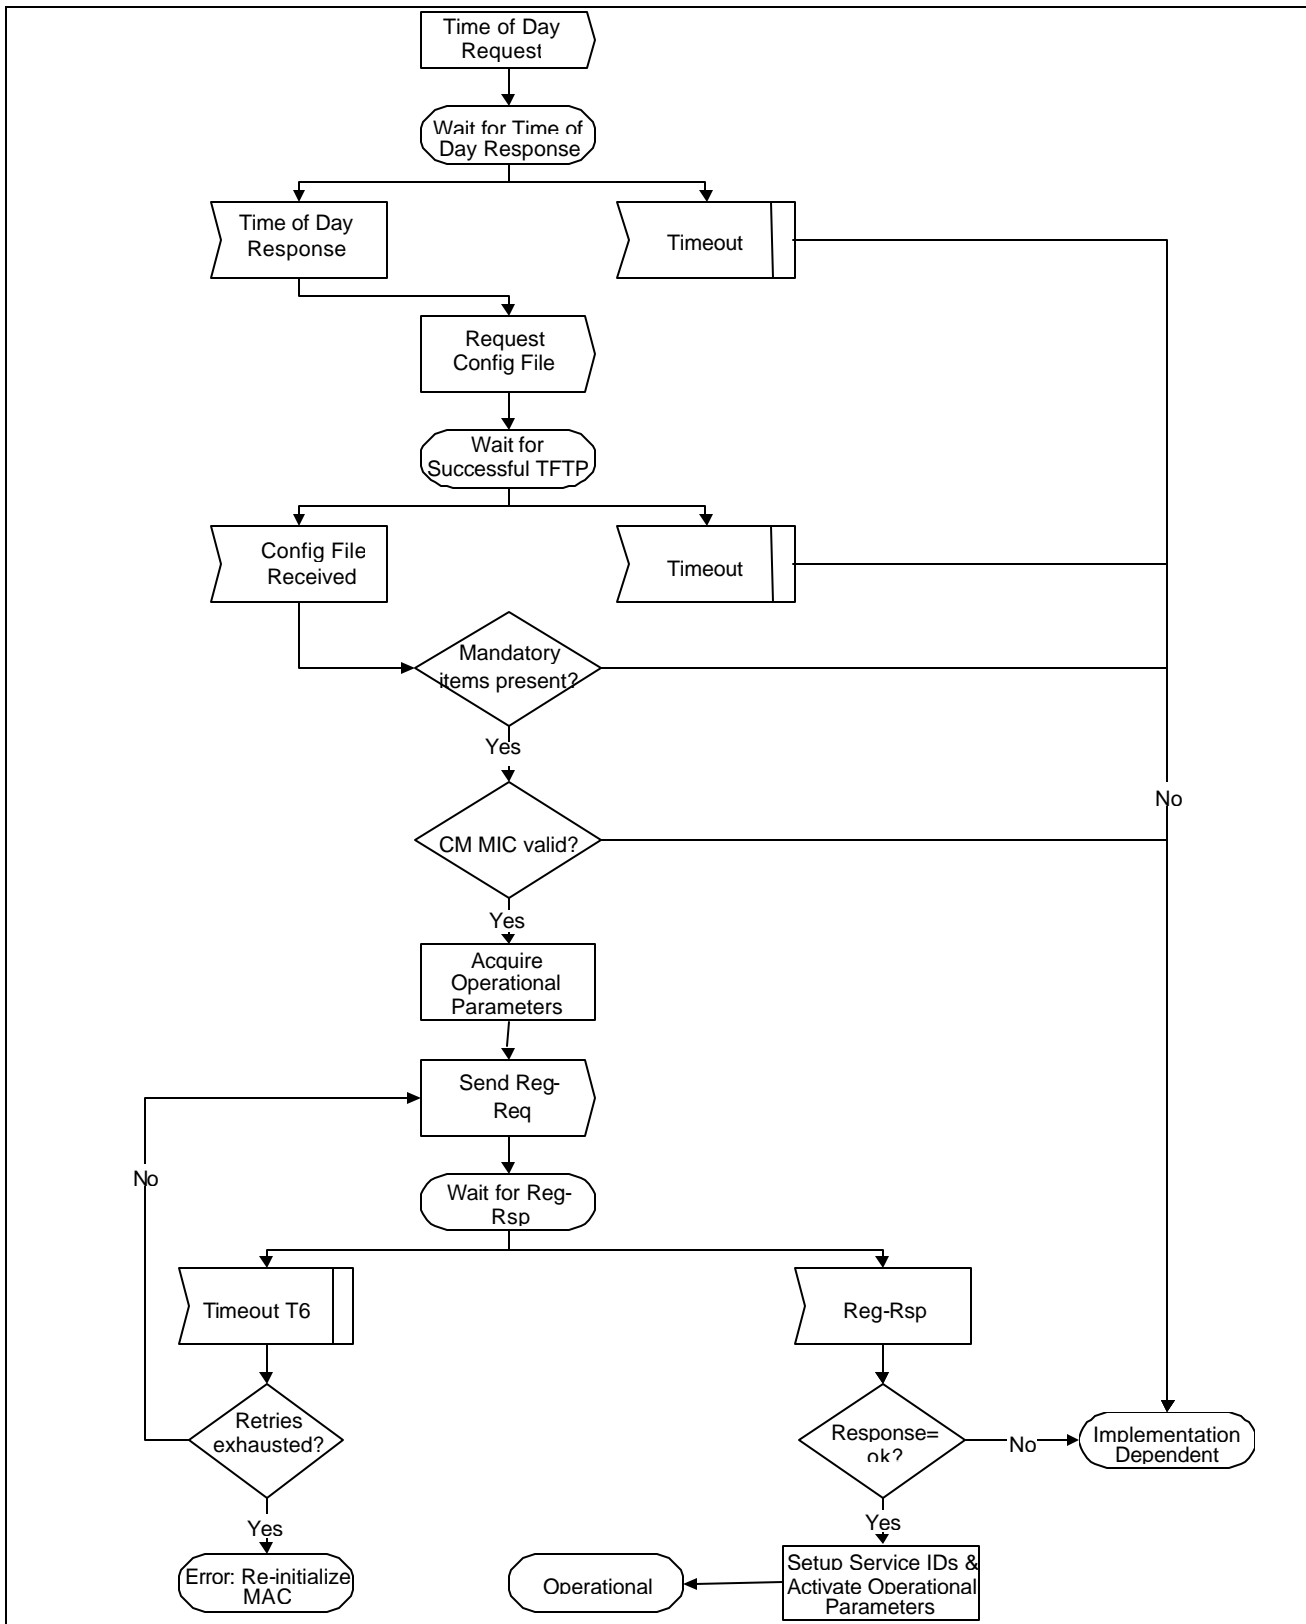 Time of Day
Request
Wait for Time of
Day Response
Time of Day
Response
Timeout
Request
Config File
Wait for
Successful TFTP
Config File
Received
Timeout
Mandatory
items present?
Yes
No
CM MIC valid?
Yes
Acquire
Operational
Parameters
Send Reg-
Req
No
Wait for Reg-
Rsp
Timeout T6
Reg-Rsp
Retries
exhausted?
Response=
ok?
No
Implementation
Dependent
Yes
Yes
Error: Re-initialize
MAC
Operational
Setup Service IDs &
Activate Operational
Parameters